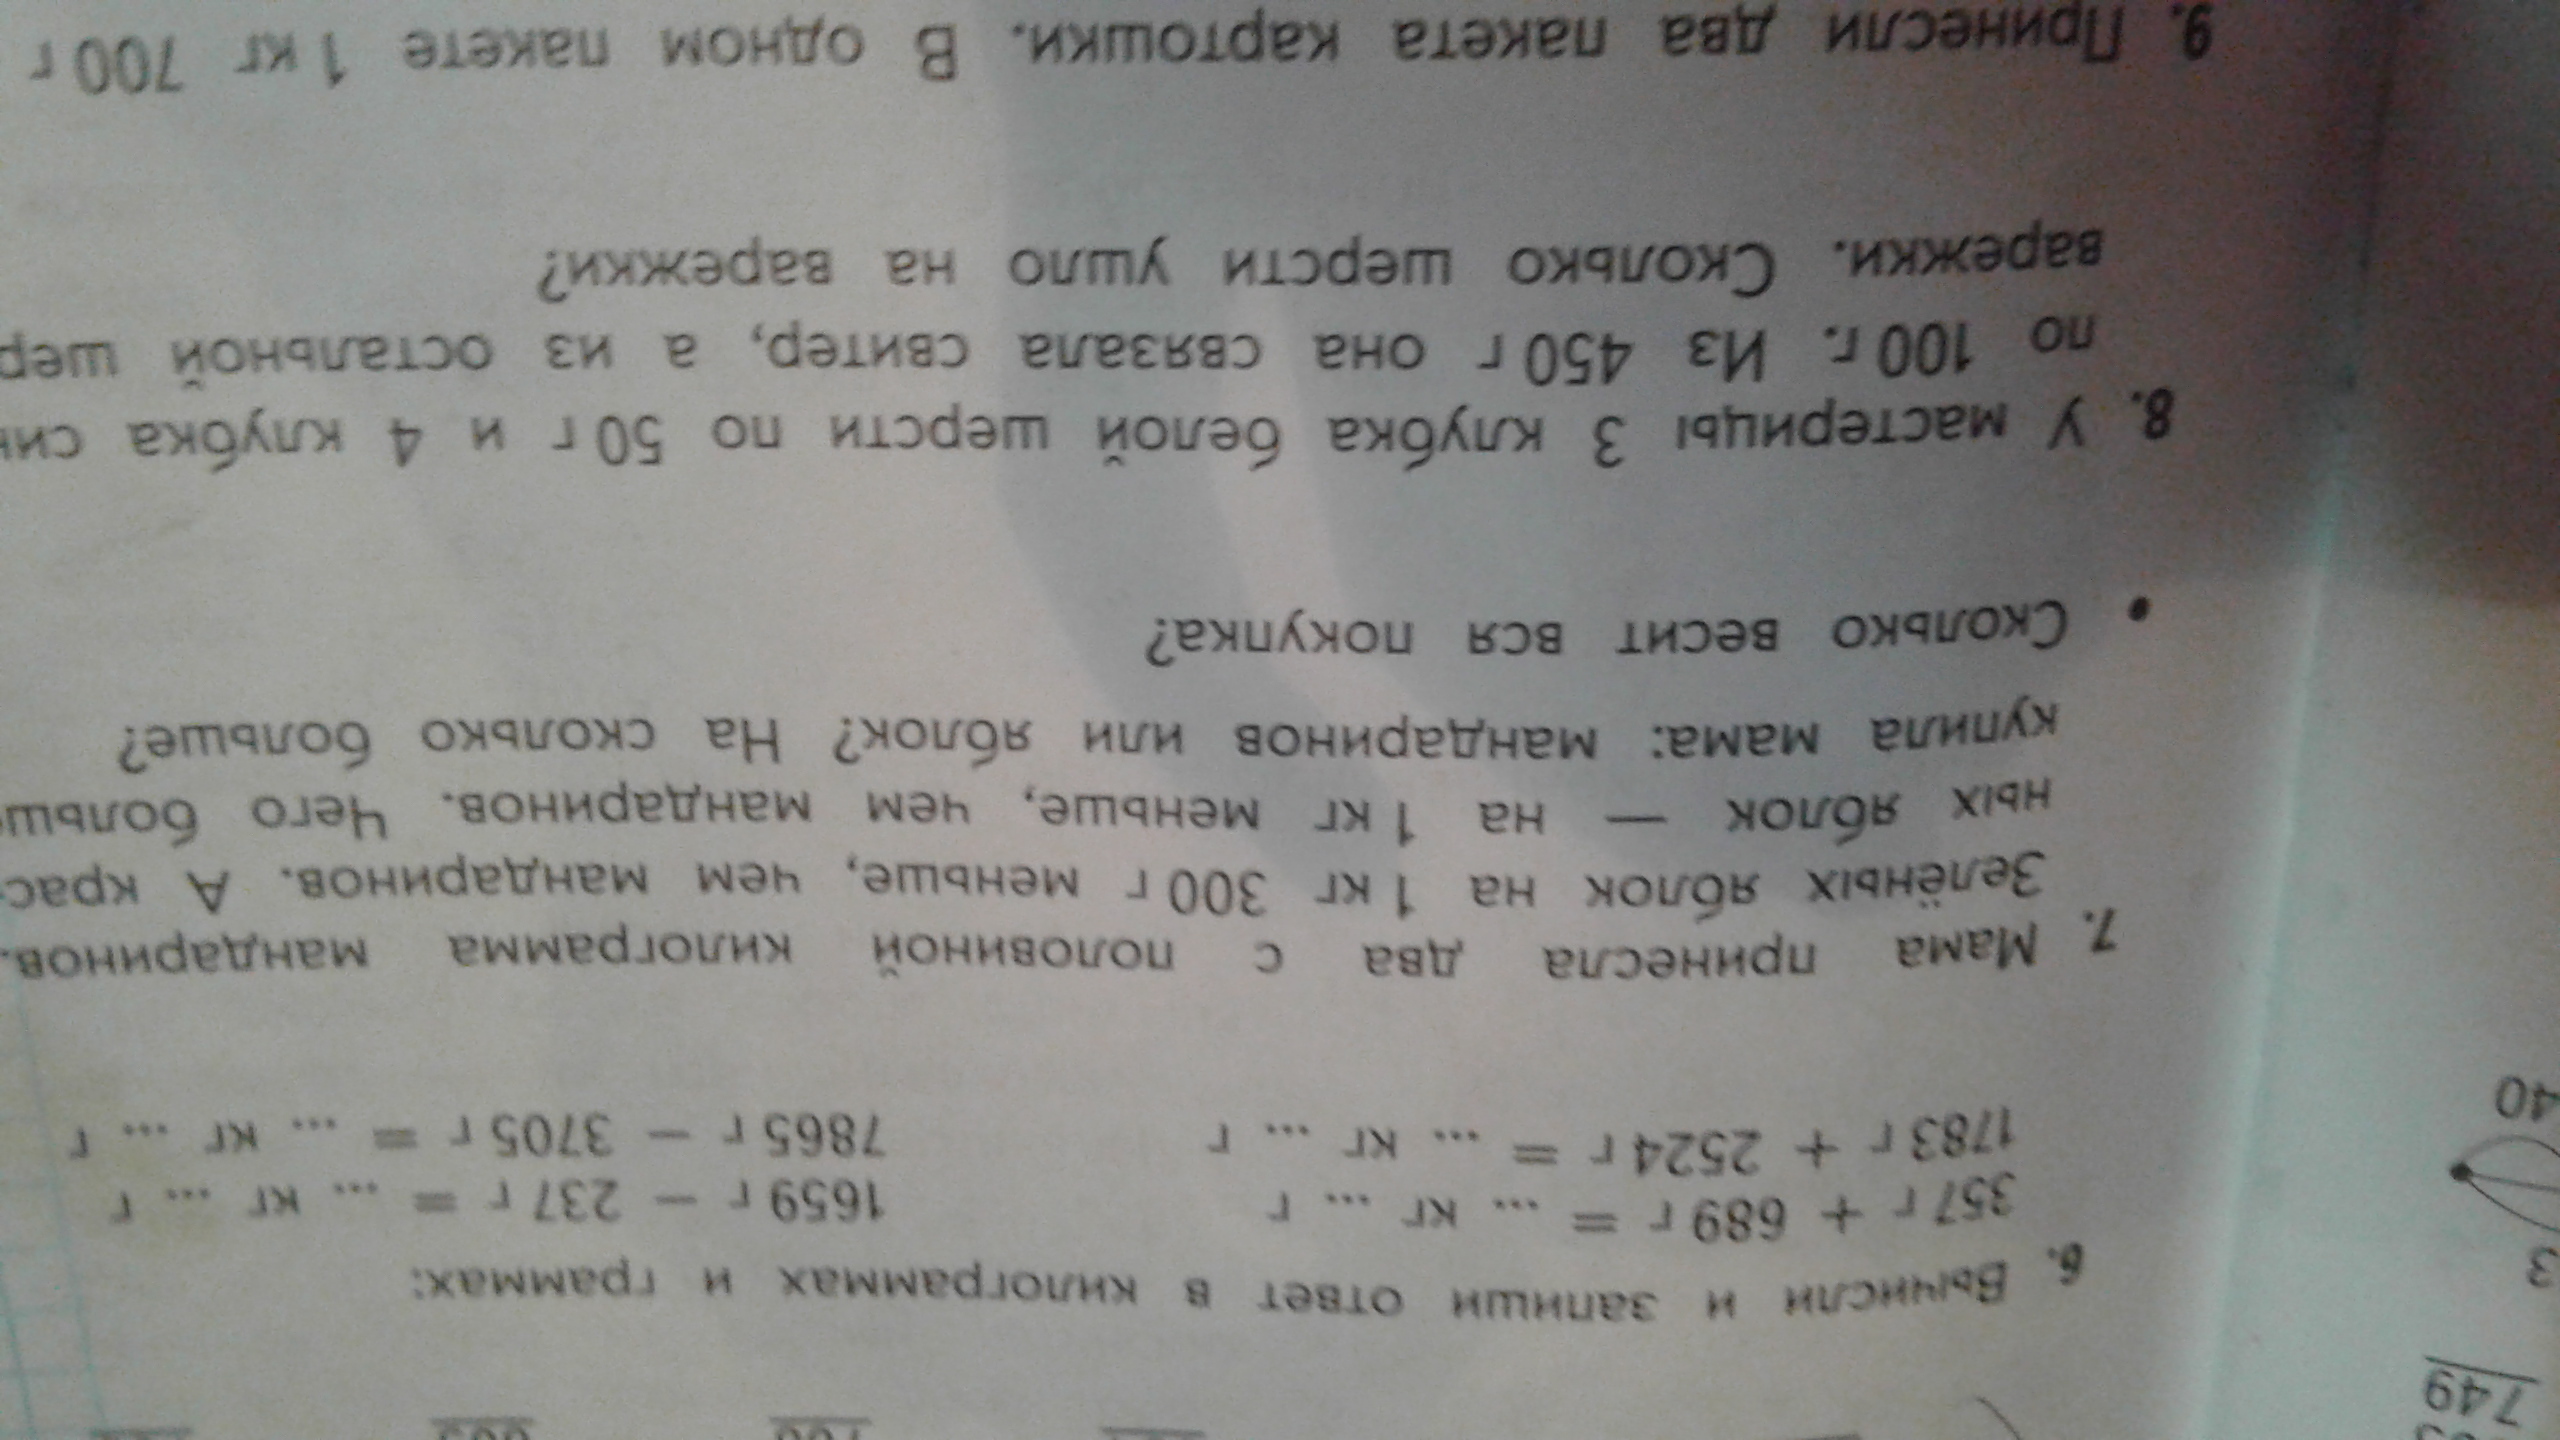 749
3
40
6. Вычисли и запиши ответ в килограммах и граммах:
357 г + 689 г = ... кг ... г 1659 г − 237 г = ... кг ... г
1783 г + 2524 г = ... кг ... г 7865 г − 3705 г = ... кг ... г
7. Мама принесла два с половиной килограмма мандаринов.
Зелёных яблок на 1 кг 300 г меньше, чем мандаринов. А крас-
ных яблок — на 1 кг меньше, чем мандаринов. Чего больш
купила мама: мандаринов или яблок? На сколько больше?
• Сколько весит вся покупка?
8. У мастерицы 3 клубка белой шерсти по 50 г и 4 клубка син
по 100 г. Из 450 г она связала свитер, а из остальной шер
варежки. Сколько шерсти ушло на варежки?
9. Принесли два пакета картошки. В одном пакете 1 кг 700 г